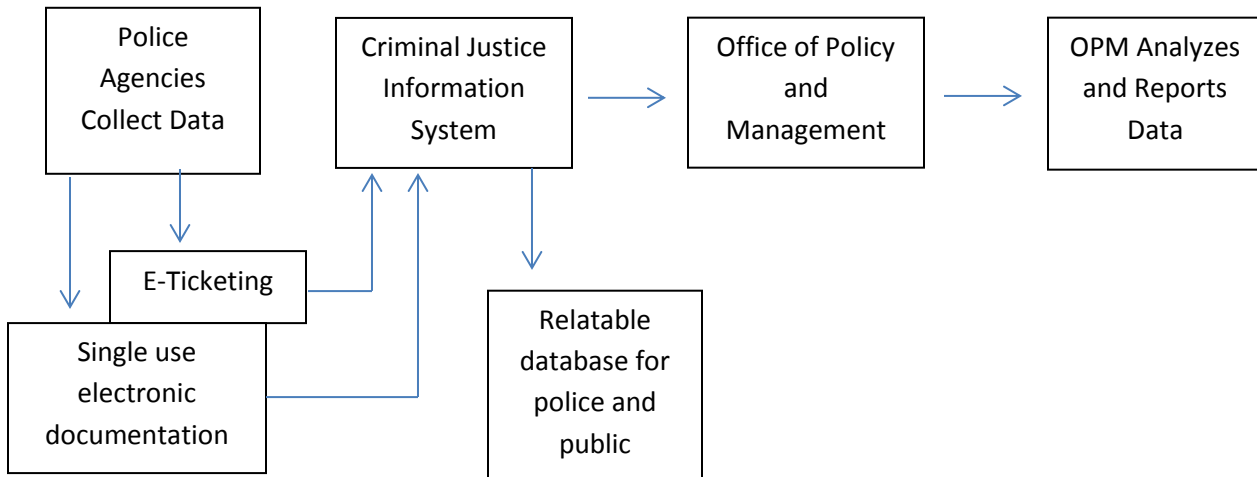 Police
Agencies
Collect Data
Criminal Justice
Information
System
Office of Policy
and
Management
OPM Analyzes
and Reports
Data
E-Ticketing
Single use
electronic
documentation
Relatable
database for
police and
public